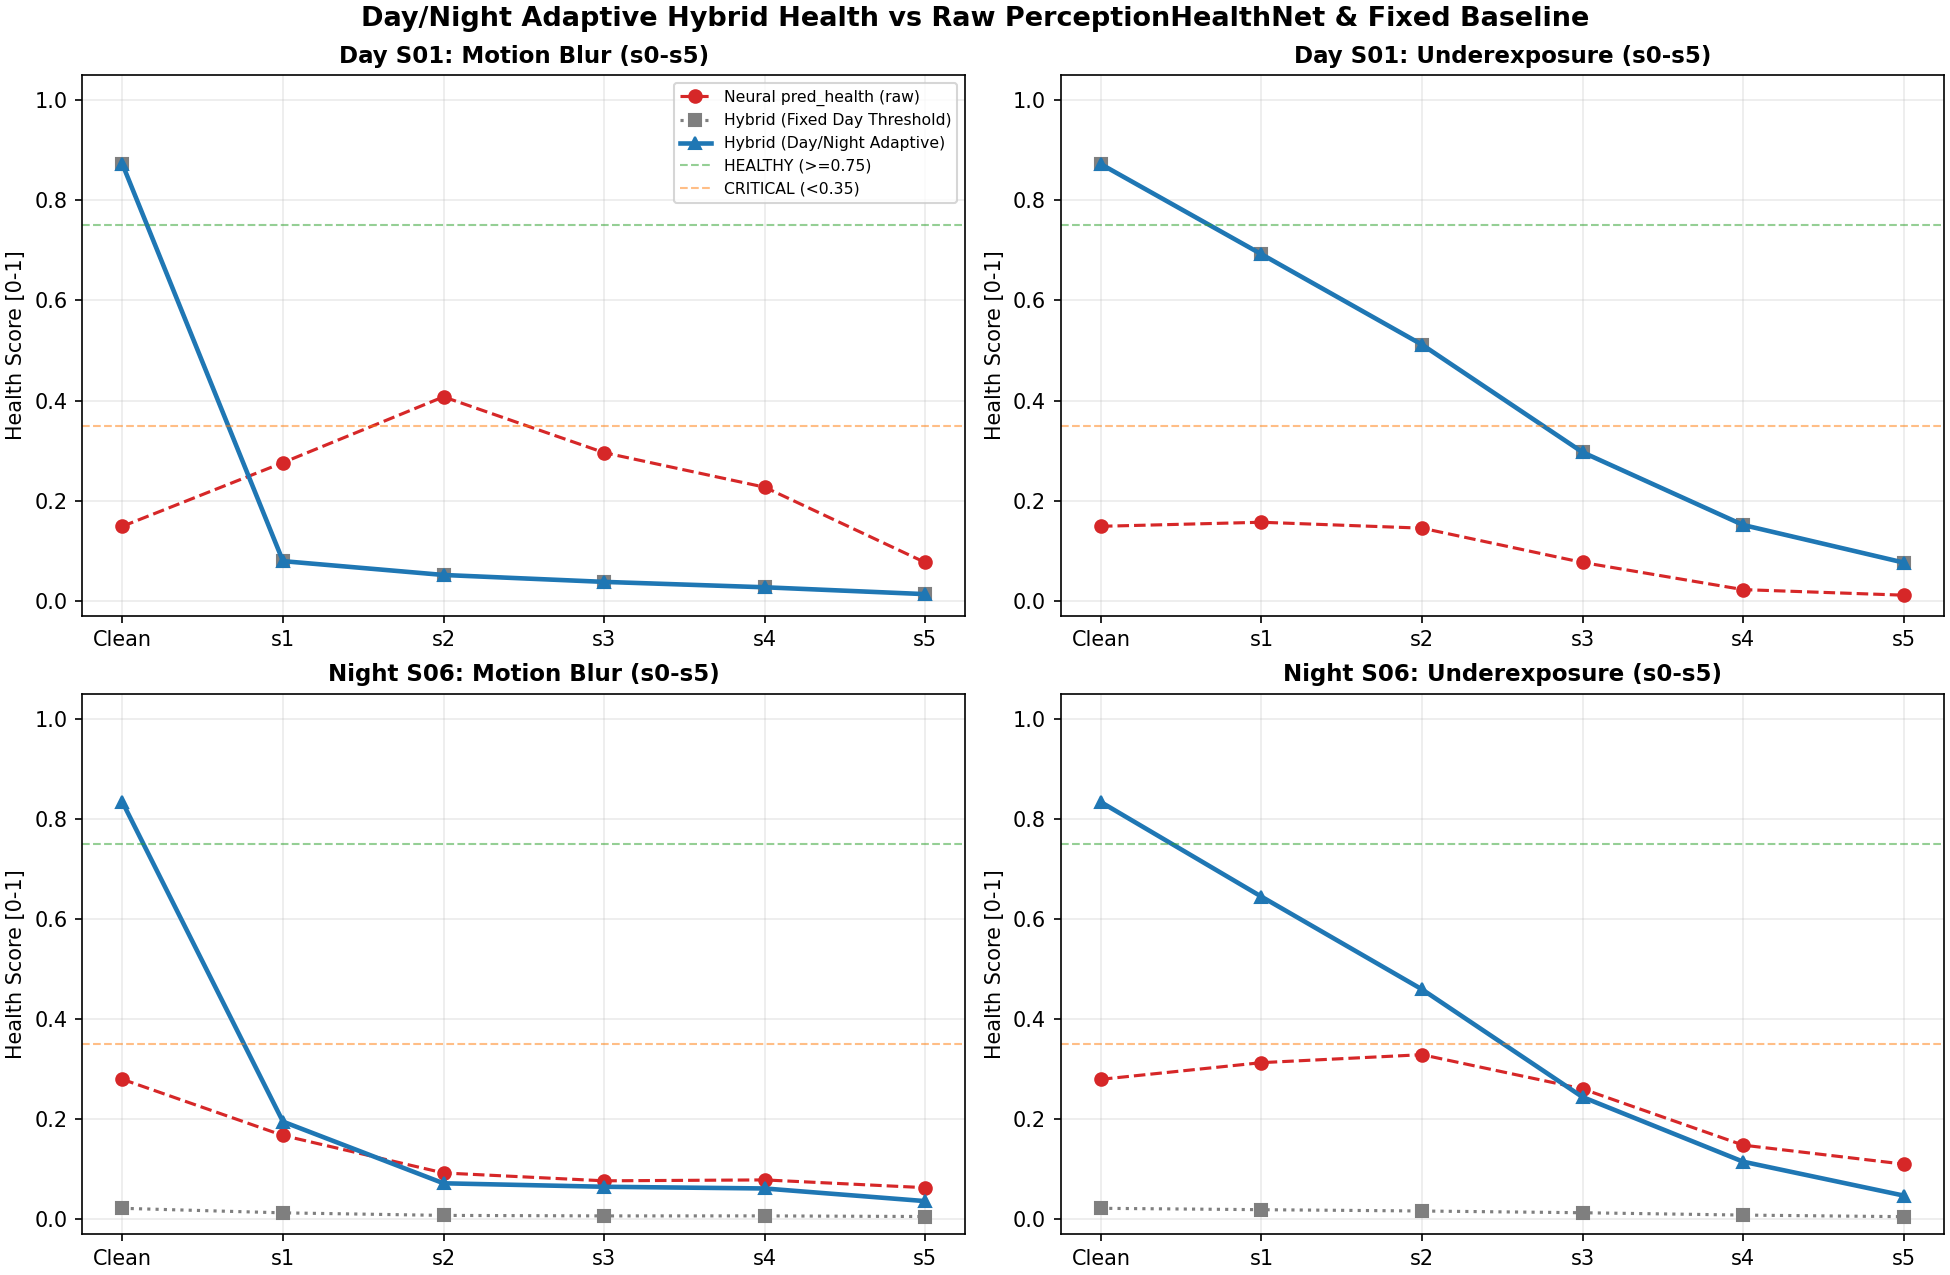 Day/Night Adaptive Hybrid Health vs Raw PerceptionHealthNet & Fixed Baseline
Day S01: Motion Blur (s0-s5)
Health Score [0-1]
1.0
0.8
0.6
0.4
0.2
0.0
Neural pred_health (raw)
Hybrid (Fixed Day Threshold)
Hybrid (Day/Night Adaptive)
HEALTHY (>=0.75)
CRITICAL (<0.35)
Clean s1 s2 s3 s4 s5
Day S01: Underexposure (s0-s5)
Health Score [0-1]
1.0
0.8
0.6
0.4
0.2
0.0
Clean s1 s2 s3 s4 s5
Night S06: Motion Blur (s0-s5)
Health Score [0-1]
1.0
0.8
0.6
0.4
0.2
0.0
Clean s1 s2 s3 s4 s5
Night S06: Underexposure (s0-s5)
Health Score [0-1]
1.0
0.8
0.6
0.4
0.2
0.0
Clean s1 s2 s3 s4 s5